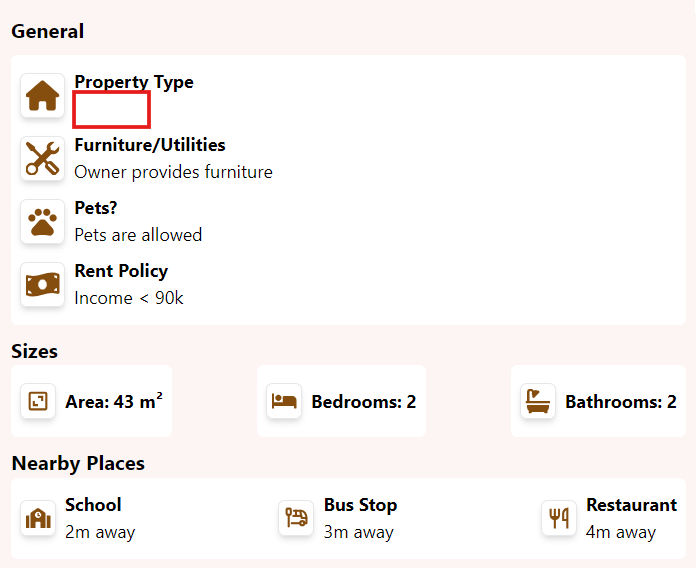 General
Property Type
Furniture/Utilities
Owner provides furniture
Pets?
Pets are allowed
Rent Policy
Income < 90k
Sizes
Area: 43 m²
Bedrooms: 2
Bathrooms: 2
Nearby Places
School
2m away
Bus Stop
3m away
Restaurant
4m away